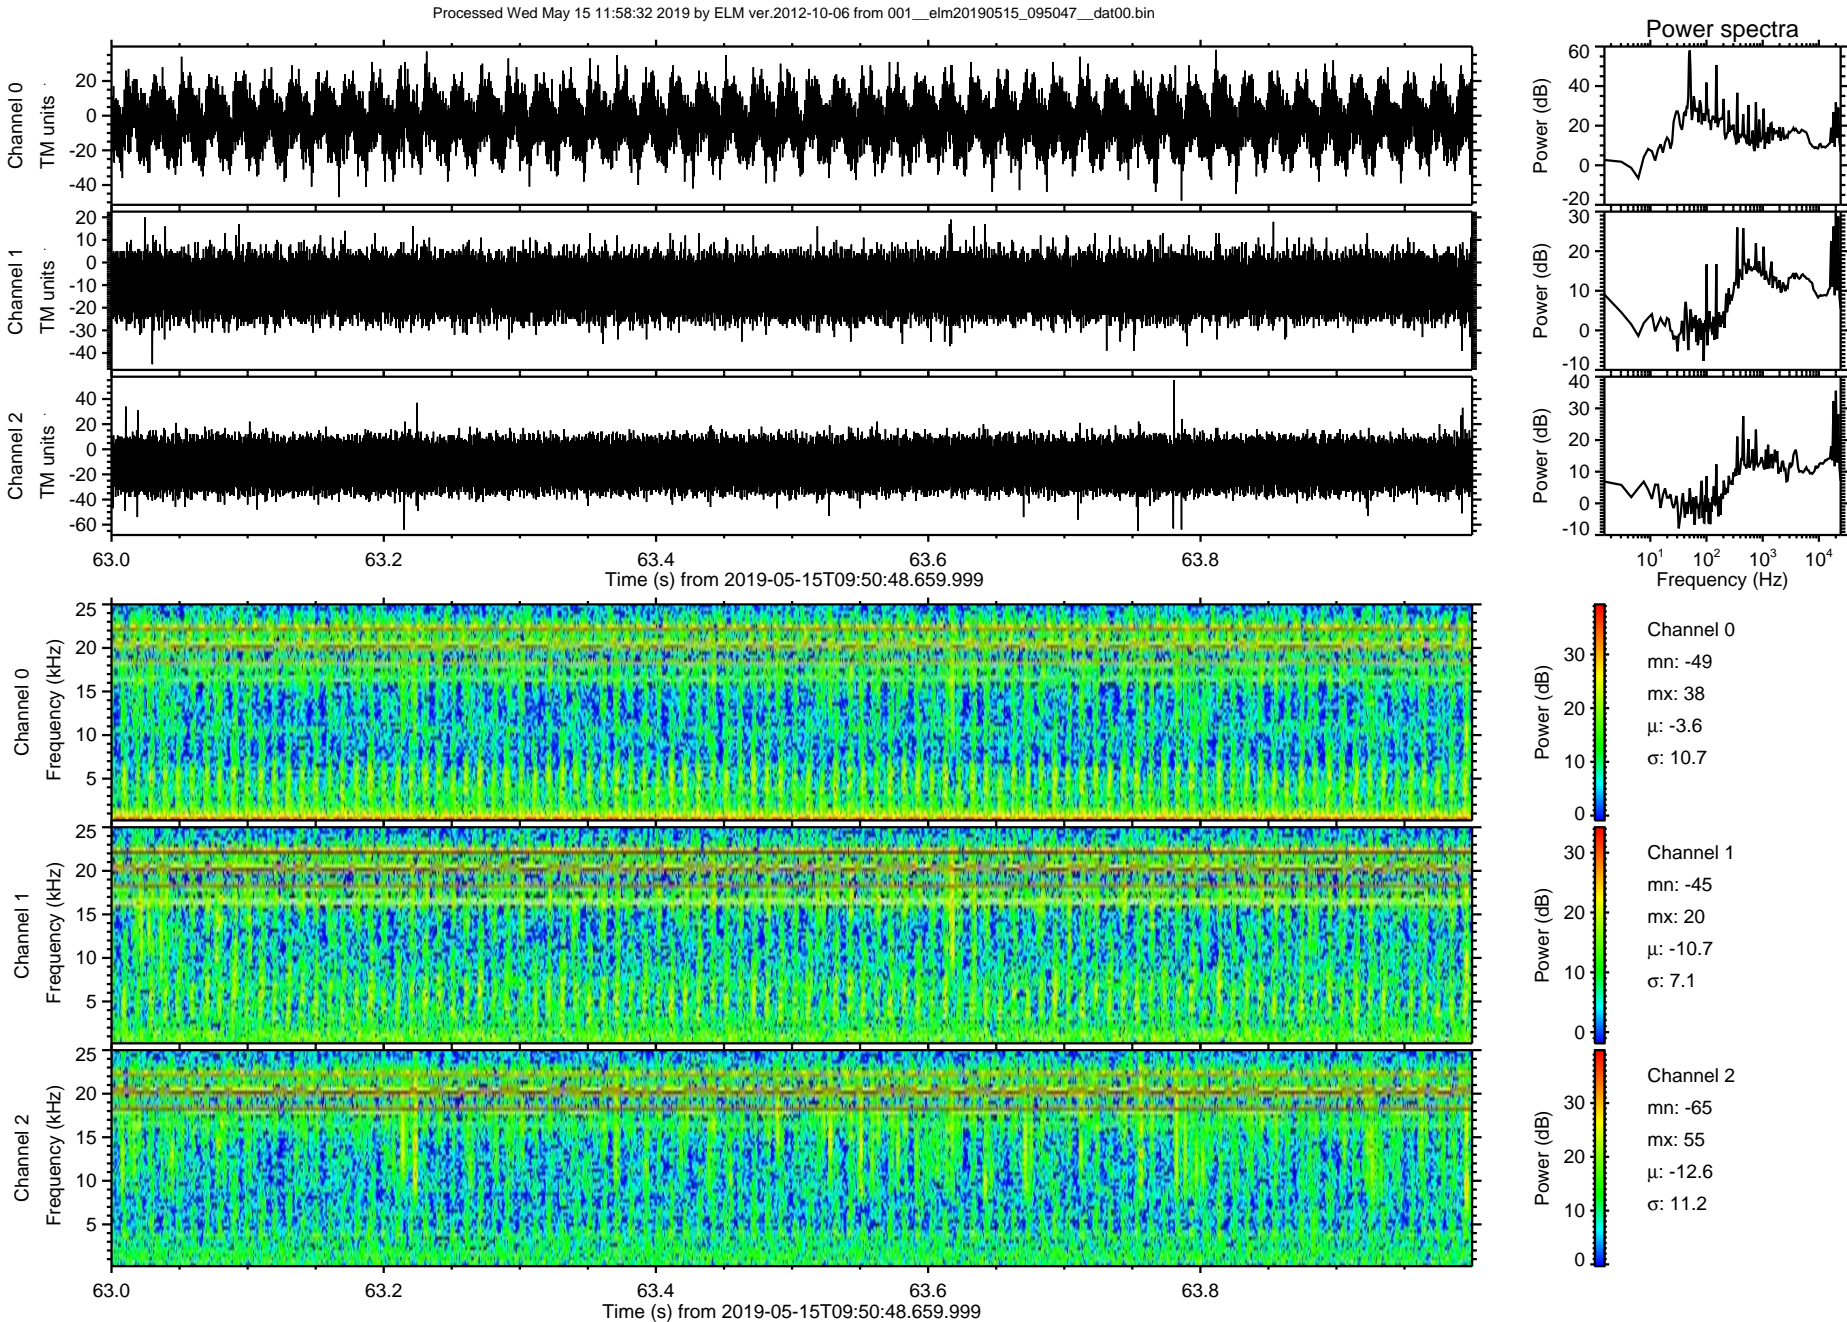 Processed Wed May 15 11:58:32 2019 by ELM ver.2012-10-06 from 001__elm20190515_095047__dat00.bin
Power spectra
Channel 0
TM units
20
0
-20
-40
Power (dB)
60
40
20
0
-20
Channel 1
TM units
20
10
0
-10
-20
-30
-40
Power (dB)
30
20
10
0
-10
Channel 2
TM units
40
20
0
-20
-40
-60
Power (dB)
40
30
20
10
0
-10
63.0 63.2 63.4 63.6 63.8
Time (s) from 2019-05-15T09:50:48.659.999
10¹ 10² 10³ 10⁴
Frequency (Hz)
Channel 0
Frequency (kHz)
25
20
15
10
5
Power (dB)
30
20
10
0
Channel 0
mn: -49
mx: 38
μ: -3.6
σ: 10.7
Channel 1
Frequency (kHz)
25
20
15
10
5
Power (dB)
30
20
10
0
Channel 1
mn: -45
mx: 20
μ: -10.7
σ: 7.1
Channel 2
Frequency (kHz)
25
20
15
10
5
Power (dB)
30
20
10
0
Channel 2
mn: -65
mx: 55
μ: -12.6
σ: 11.2
63.0 63.2 63.4 63.6 63.8
Time (s) from 2019-05-15T09:50:48.659.999